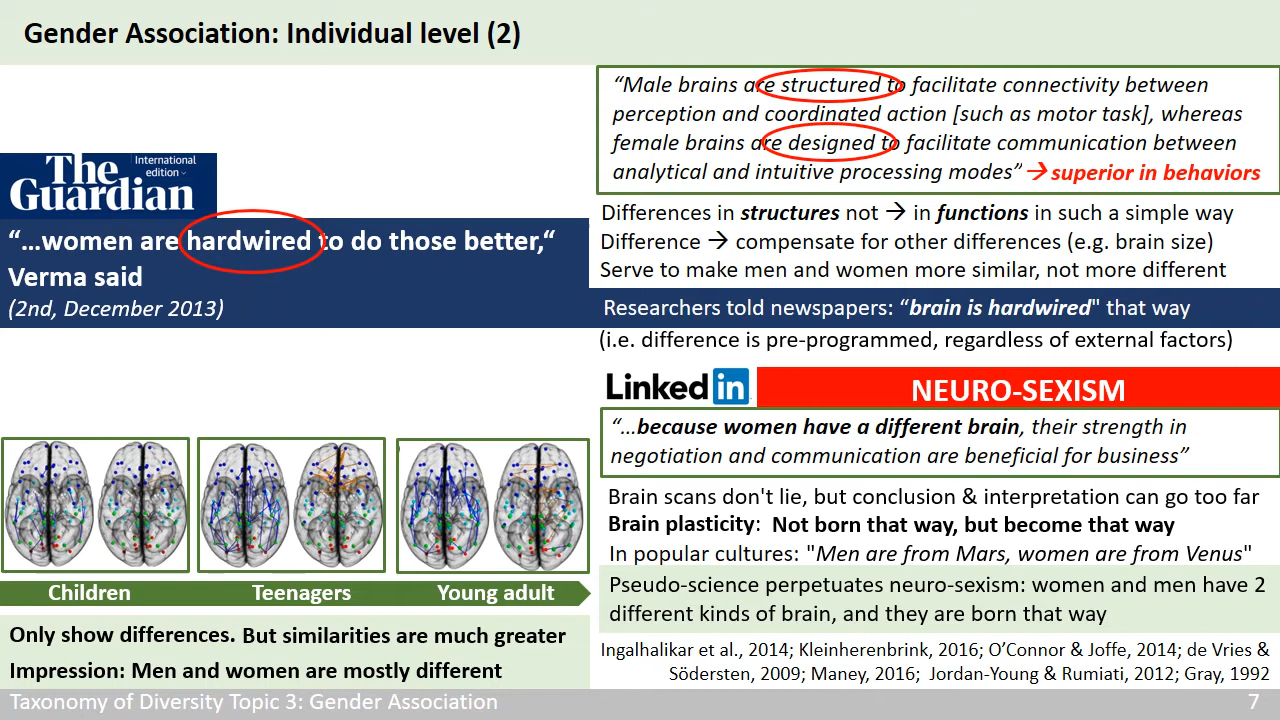 Gender Association: Individual level (2)
The Guardian
International edition
“…women are hardwired to do those better,“
Verma said
(2nd, December 2013)
Children
Teenagers
Young adult
Only show differences. But similarities are much greater
Impression: Men and women are mostly different
“Male brains are structured to facilitate connectivity between
perception and coordinated action [such as motor task], whereas
female brains are designed to facilitate communication between
analytical and intuitive processing modes” → superior in behaviors
Differences in structures not → in functions in such a simple way
Difference → compensate for other differences (e.g. brain size)
Serve to make men and women more similar, not more different
Researchers told newspapers: “brain is hardwired" that way
(i.e. difference is pre-programmed, regardless of external factors)
Linked in
NEURO-SEXISM
“…because women have a different brain, their strength in
negotiation and communication are beneficial for business”
Brain scans don't lie, but conclusion & interpretation can go too far
Brain plasticity: Not born that way, but become that way
In popular cultures: "Men are from Mars, women are from Venus"
Pseudo-science perpetuates neuro-sexism: women and men have 2
different kinds of brain, and they are born that way
Ingalhalikar et al., 2014; Kleinherenbrink, 2016; O’Connor & Joffe, 2014; de Vries &
Södersten, 2009; Maney, 2016; Jordan-Young & Rumiati, 2012; Gray, 1992
Taxonomy of Diversity Topic 3: Gender Association
7